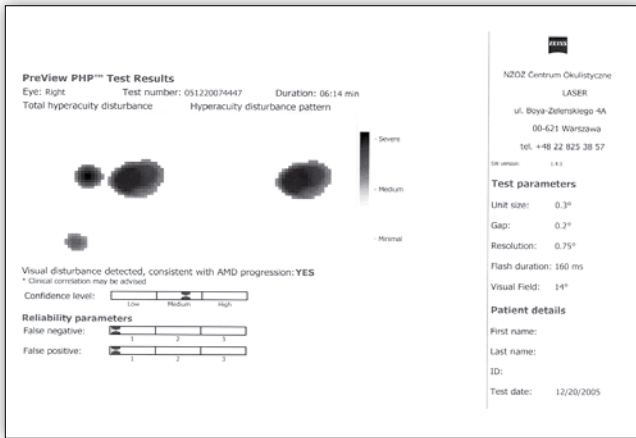 PreView PHP™ Test Results
Eye: Right Test number: 051220074447 Duration: 06:14 min
Total hyperacuity disturbance Hyperacuity disturbance pattern
- Severe
- Medium
- Minimal
Visual disturbance detected, consistent with AMD progression: YES
* Clinical correlation may be advised
Confidence level:
Low Medium High
Reliability parameters
False negative:
1 2 3
False positive:
1 2 3
ZEISS
NZOZ Centrum Okulistyczne
LASER
ul. Boya-Zelenskiego 4A
00-621 Warszawa
tel. +48 22 825 38 57
SW version:
Test parameters
Unit size: 0.3°
Gap: 0.2°
Resolution: 0.75°
Flash duration: 160 ms
Visual Field: 14°
Patient details
First name:
Last name:
ID:
Test date: 12/20/2005